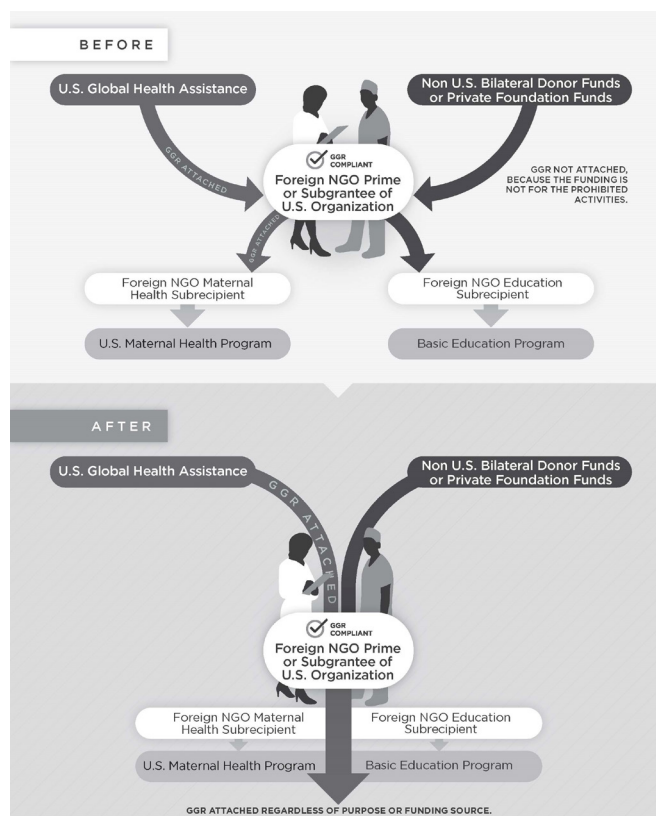 BEFORE
U.S. Global Health Assistance
Non U.S. Bilateral Donor Funds
or Private Foundation Funds
GGR ATTACHED
GGR
COMPLIANT
Foreign NGO Prime
or Subgrantee of
U.S. Organization
GGR NOT ATTACHED,
BECAUSE THE FUNDING IS
NOT FOR THE PROHIBITED
ACTIVITIES.
GGR ATTACHED
Foreign NGO Maternal
Health Subrecipient
Foreign NGO Education
Subrecipient
U.S. Maternal Health Program
Basic Education Program
AFTER
U.S. Global Health Assistance
Non U.S. Bilateral Donor Funds
or Private Foundation Funds
GGR ATTACHED
GGR
COMPLIANT
Foreign NGO Prime
or Subgrantee of
U.S. Organization
Foreign NGO Maternal
Health Subrecipient
Foreign NGO Education
Subrecipient
U.S. Maternal Health Program
Basic Education Program
GGR ATTACHED REGARDLESS OF PURPOSE OR FUNDING SOURCE.